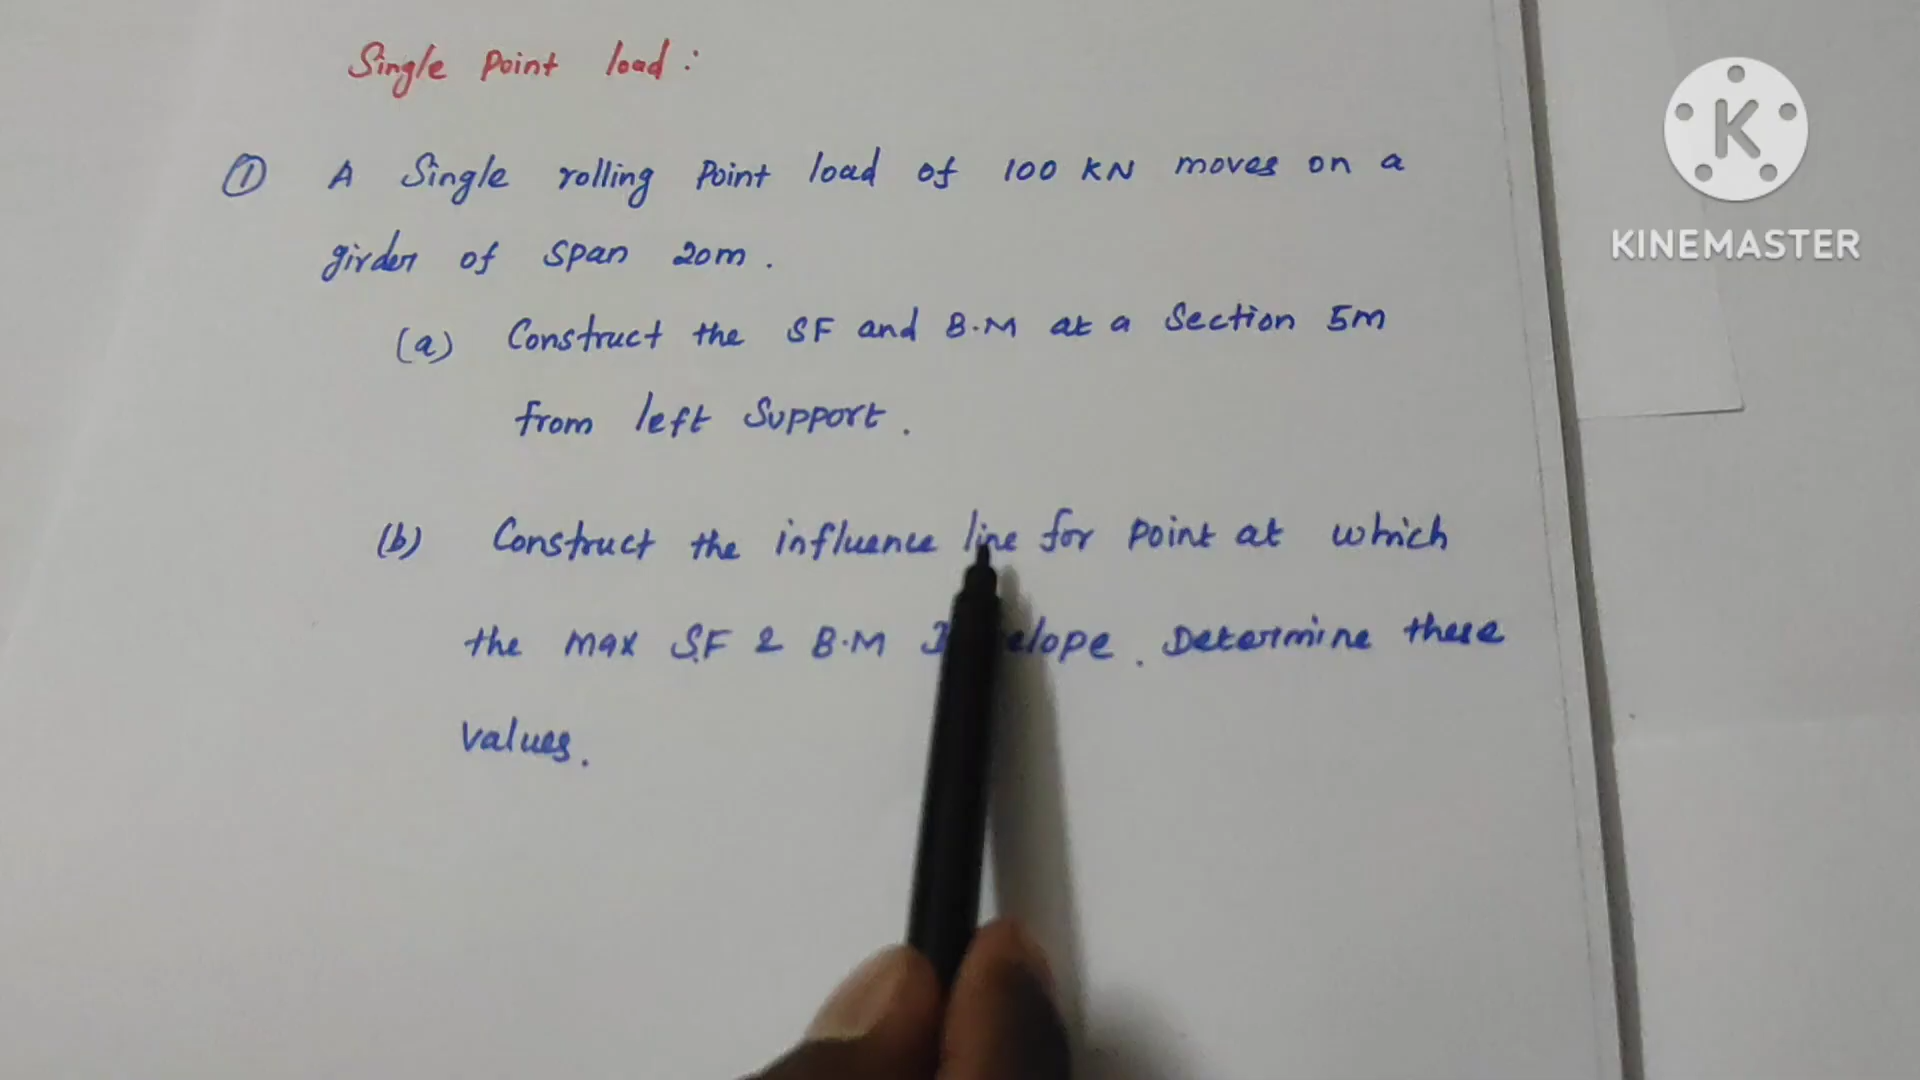 Single Point load :
① A Single rolling Point load of 100 KN moves on a
girder of span 20m .
(a) Construct the SF and B.M at a Section 5m
from left Support .
(b) Construct the influence line for Point at which
the max S.F & B.M . Determine these
values .
K
KINEMASTER